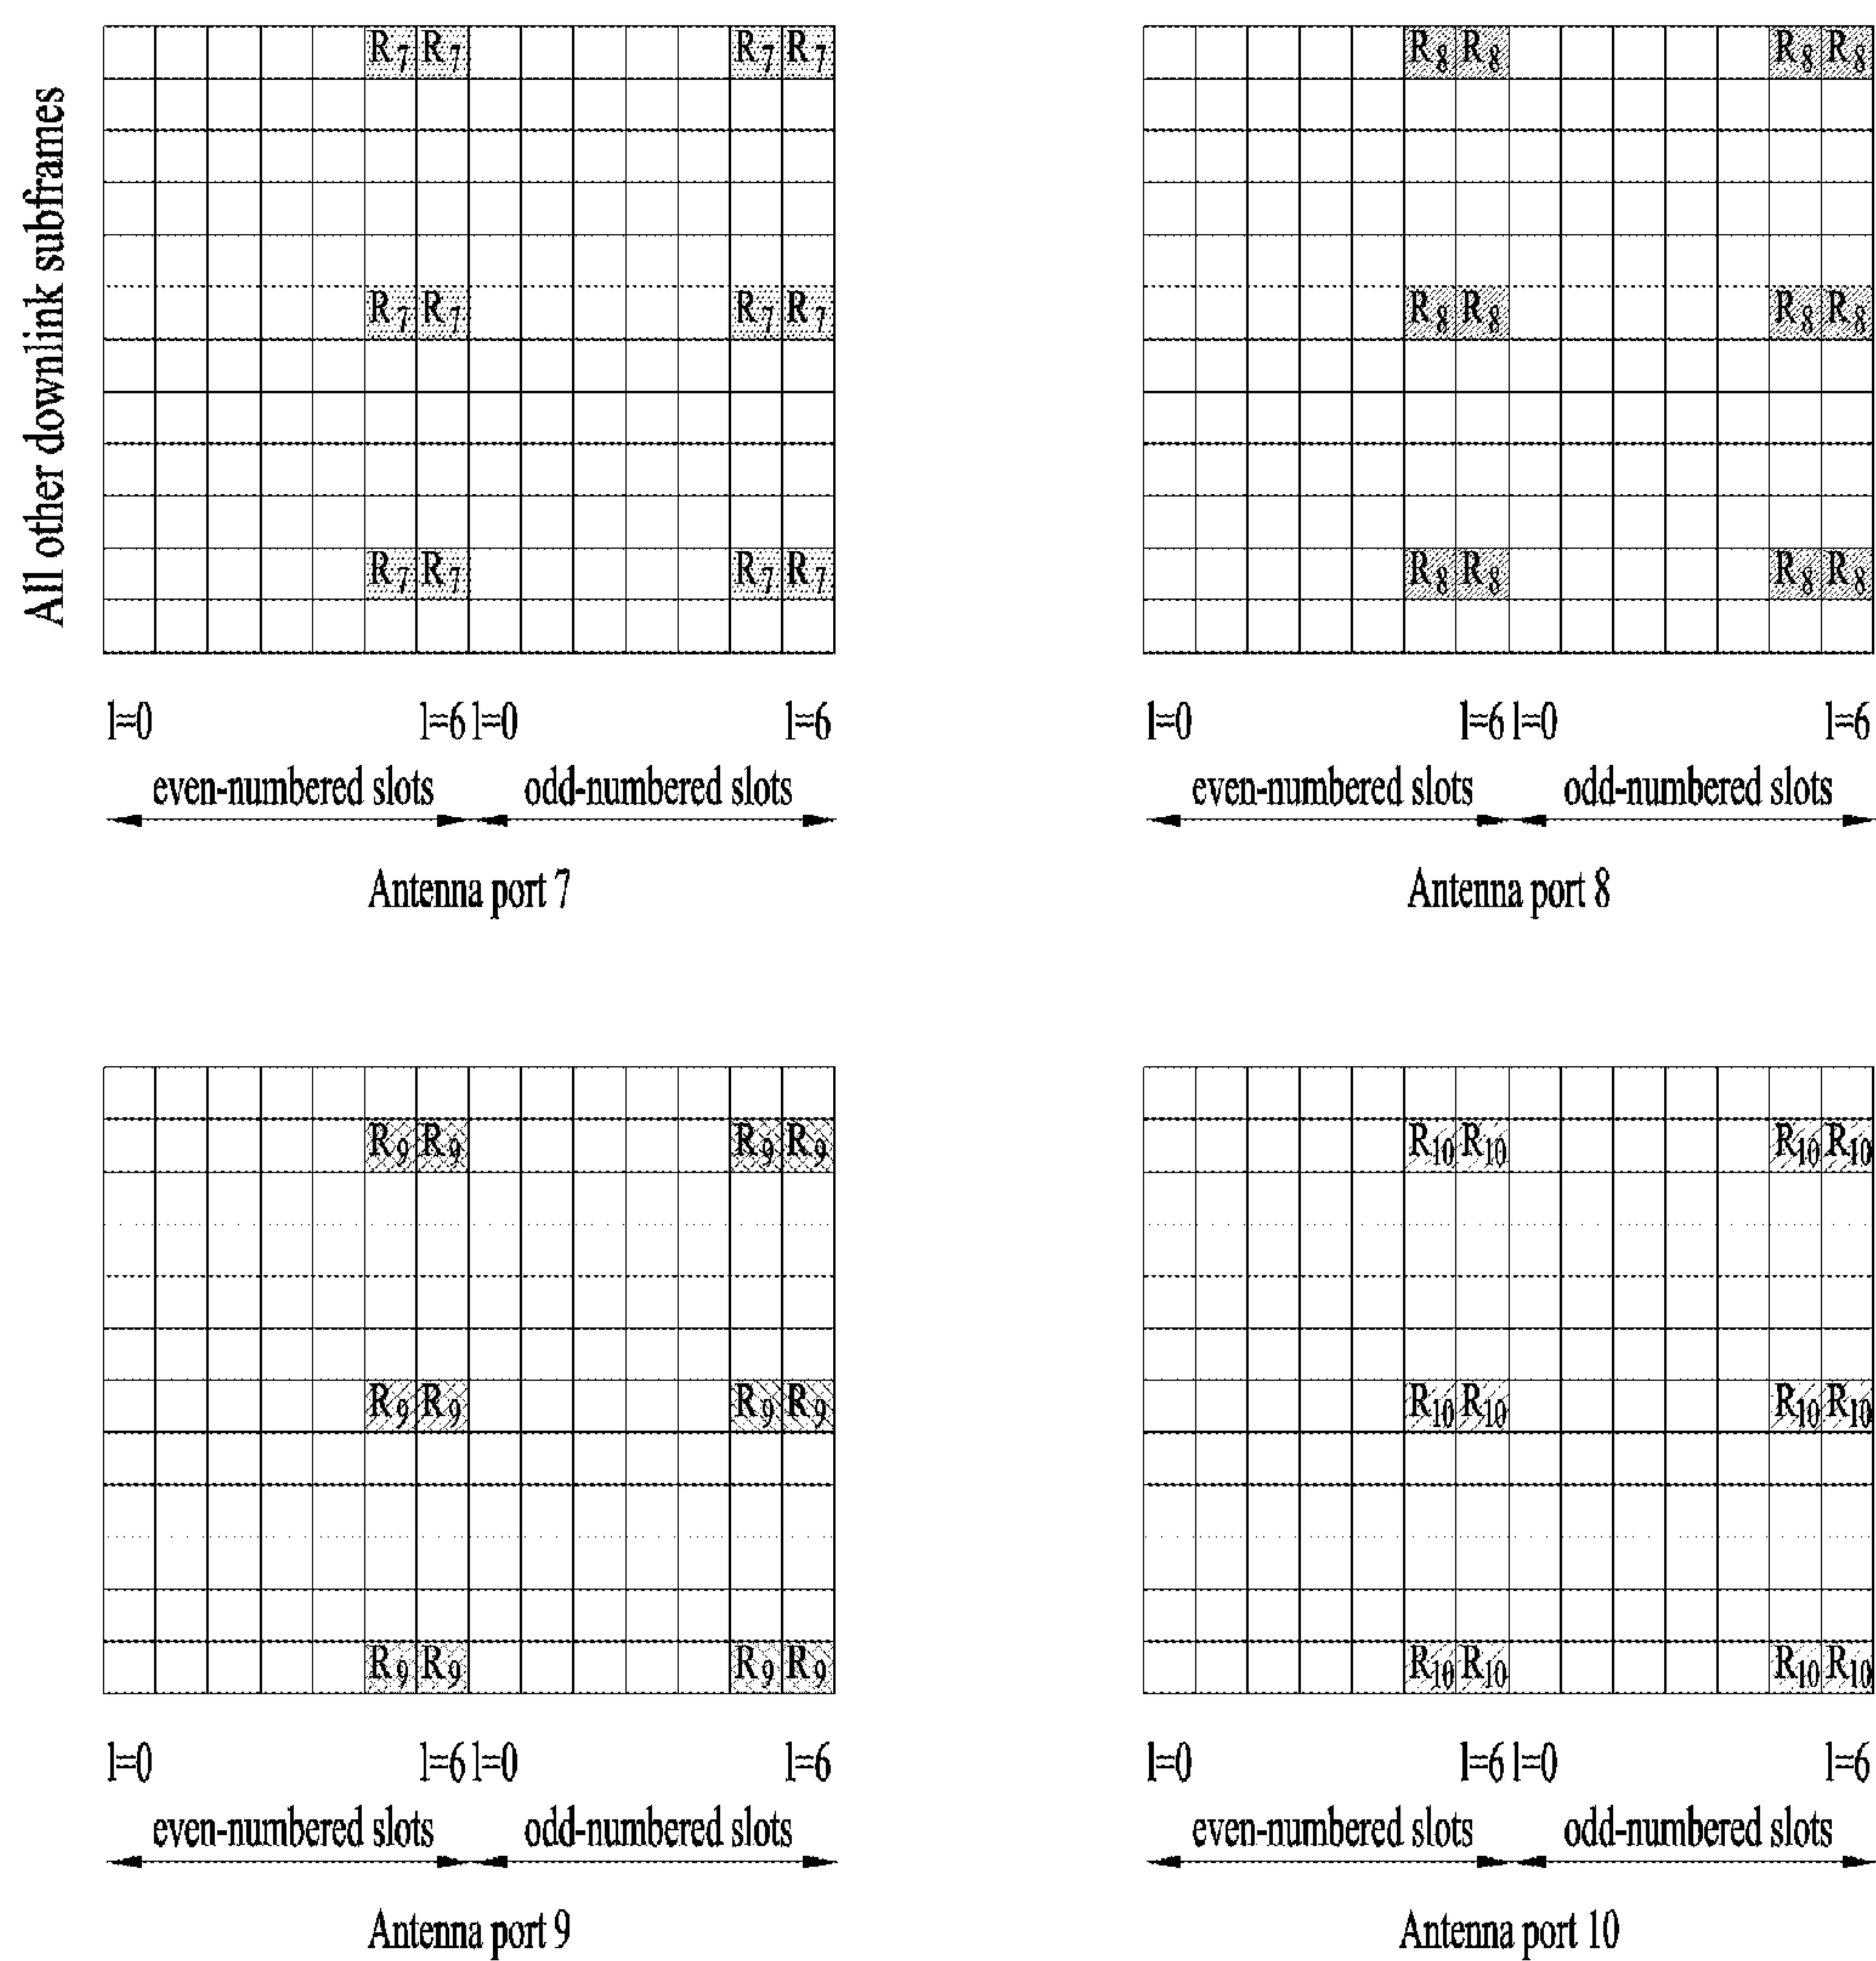 All other downlink subframes
R7 R7 R7 R7
R7 R7 R7 R7
R7 R7 R7 R7
l=0 l=6 l=0 l=6
even-numbered slots odd-numbered slots
Antenna port 7
R8 R8 R8 R8
R8 R8 R8 R8
R8 R8 R8 R8
l=0 l=6 l=0 l=6
even-numbered slots odd-numbered slots
Antenna port 8
R9 R9 R9 R9
R9 R9 R9 R9
R9 R9 R9 R9
l=0 l=6 l=0 l=6
even-numbered slots odd-numbered slots
Antenna port 9
R10 R10 R10 R10
R10 R10 R10 R10
R10 R10 R10 R10
l=0 l=6 l=0 l=6
even-numbered slots odd-numbered slots
Antenna port 10